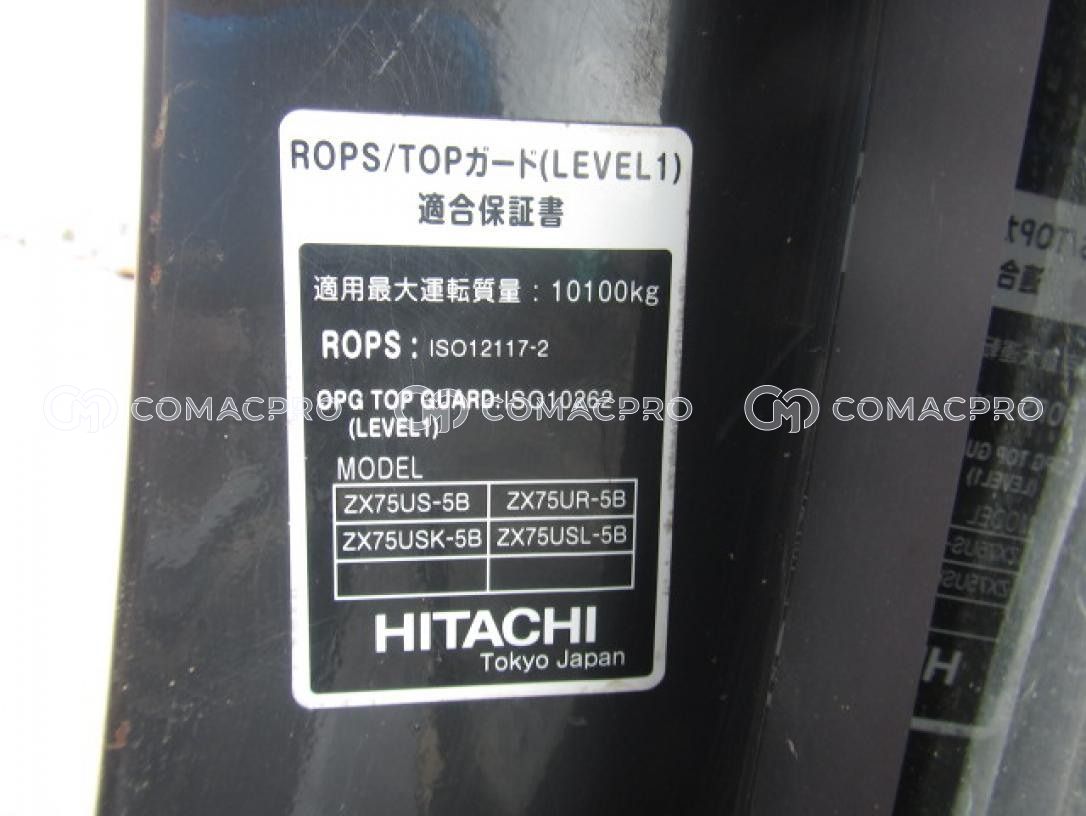 ROPS/TOPガード(LEVEL1)
適合保証書
適用最大運転質量 : 10100kg
ROPS : ISO12117-2
OPG TOP GUARD:ISO10262
(LEVEL1)
COMACPRO COMACPRO COMACPRO
MODEL
ZX75US-5B ZX75UR-5B
ZX75USK-5B ZX75USL-5B
HITACHI
Tokyo Japan